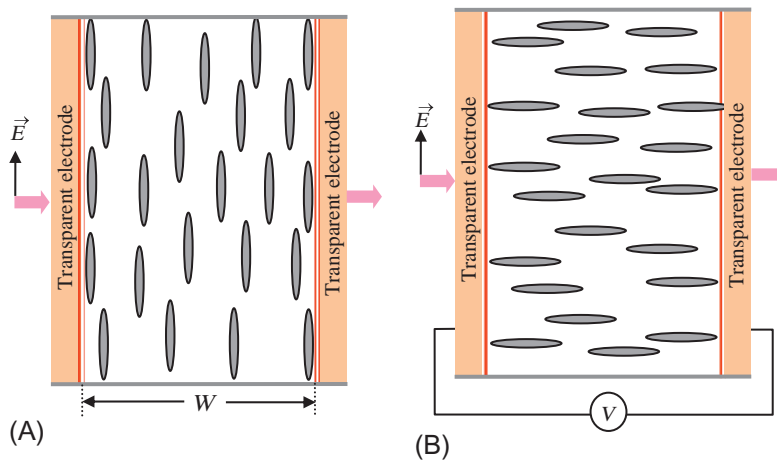 Transparent electrode
Transparent electrode
E⃗
W
(A)
Transparent electrode
Transparent electrode
E⃗
V
(B)